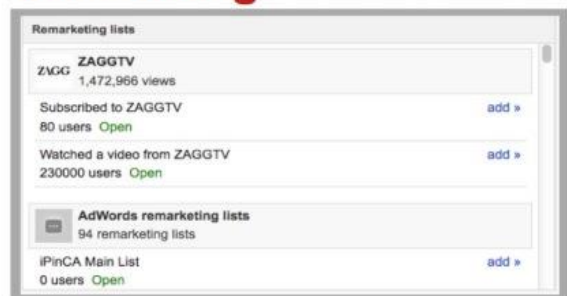 Remarketing lists
ZAGG ZAGGTV
1,472,966 views
Subscribed to ZAGGTV add »
80 users Open
Watched a video from ZAGGTV add »
230000 users Open
AdWords remarketing lists
94 remarketing lists
iPinCA Main List add »
0 users Open